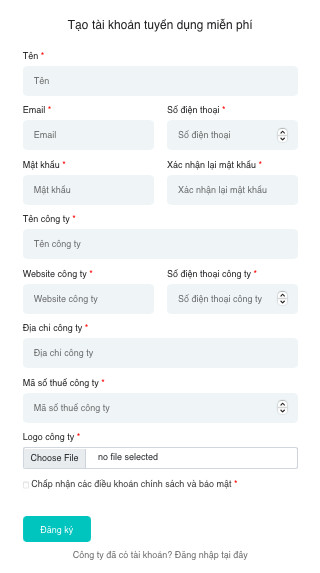 Tạo tài khoản tuyển dụng miễn phí
Tên *
Tên
Email *
Số điện thoại *
Email
Số điện thoại
Mật khẩu *
Xác nhận lại mật khẩu *
Mật khẩu
Xác nhận lại mật khẩu
Tên công ty *
Tên công ty
Website công ty *
Số điện thoại công ty *
Website công ty
Số điện thoại công ty
Địa chỉ công ty *
Địa chỉ công ty
Mã số thuế công ty *
Mã số thuế công ty
Logo công ty *
Choose File no file selected
Chấp nhận các điều khoản chính sách và báo mật *
Đăng ký
Công ty đã có tài khoản? Đăng nhập tại đây